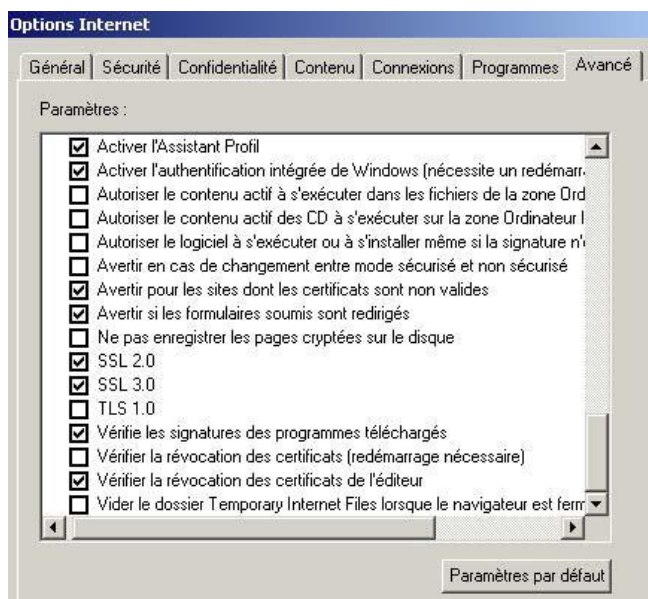 Options Internet
Général Sécurité Confidentialité Contenu Connexions Programmes Avancé
Paramètres :
Activer l'Assistant Profil
Activer l'authentification intégrée de Windows (nécessite un
Autoriser le contenu actif à s'exécuter dans les fichiers de la zone
Autoriser le contenu actif des CD à s'exécuter sur la zone Ordinateur
Autoriser le logiciel à s'exécuter ou à s'installer même si la signature
Avertir en cas de changement entre mode sécurisé et non sécurisé
Avertir pour les sites dont les certificats sont non valides
Avertir si les formulaires soumis sont redirigés
Ne pas enregistrer les pages cryptées sur le disque
SSL 2.0
SSL 3.0
TLS 1.0
Vérifie les signatures des programmes téléchargés
Vérifier la révocation des certificats (redémarrage nécessaire)
Vérifier la révocation des certificats de l'éditeur
Vider le dossier Temporary Internet Files lorsque le navigateur est
Paramètres par défaut